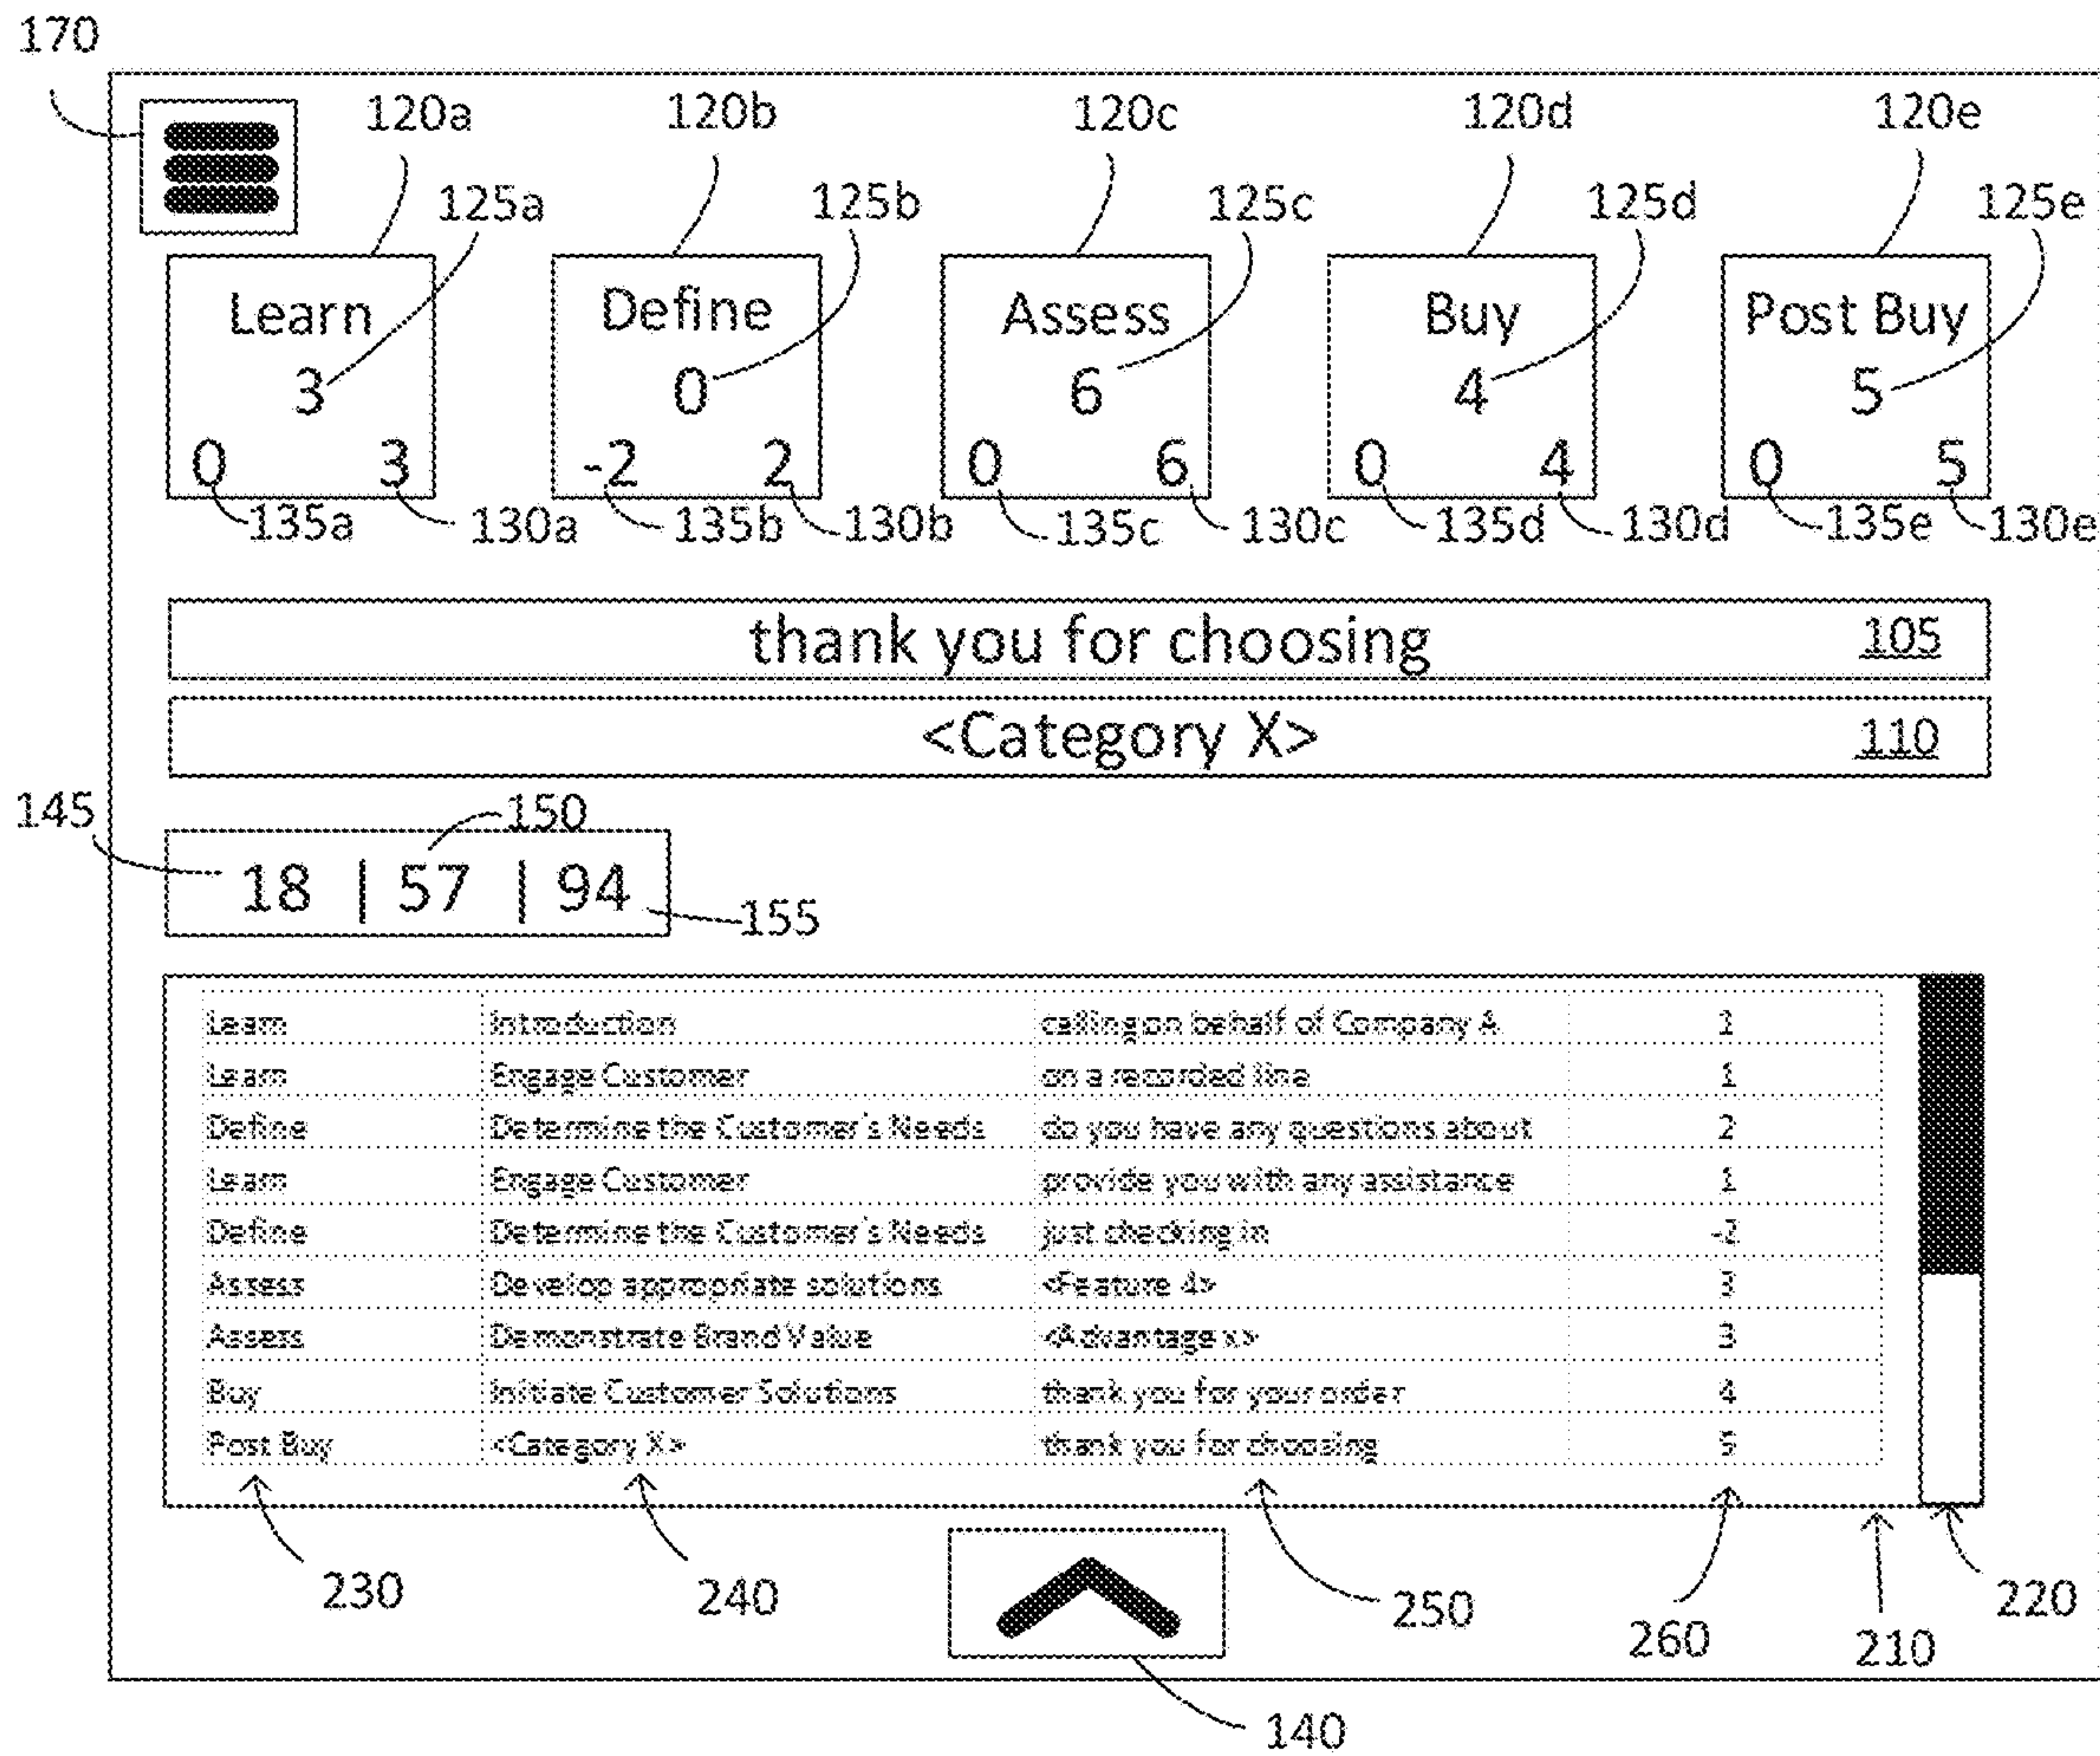 170
120a 120b 120c 120d 120e
125a 125b 125c 125d 125e
Learn Define Assess Buy Post Buy
3 0 6 4 5
0 3 -2 2 0 6 0 4 0 5
135a 130a 135b 130b 135c 130c 135d 130d 135e 130e
thank you for choosing 105
<Category X> 110
145 150
18 | 57 | 94
155
Learn Introduction calling on behalf of Company A 1
Learn Engage Customer on a recorded line 1
Define Determine the Customer's Needs do you have any questions about 2
Learn Engage Customer provide you with any assistance 1
Define Determine the Customer's Needs just checking in -2
Assess Develop appropriate solutions <Feature 4> 3
Assess Demonstrate Brand Value <Advantage x> 3
Buy Initiate Customer Solutions thank you for your order 4
Post Buy <Category X> thank you for choosing 5
230 240 250 260 210 220
140